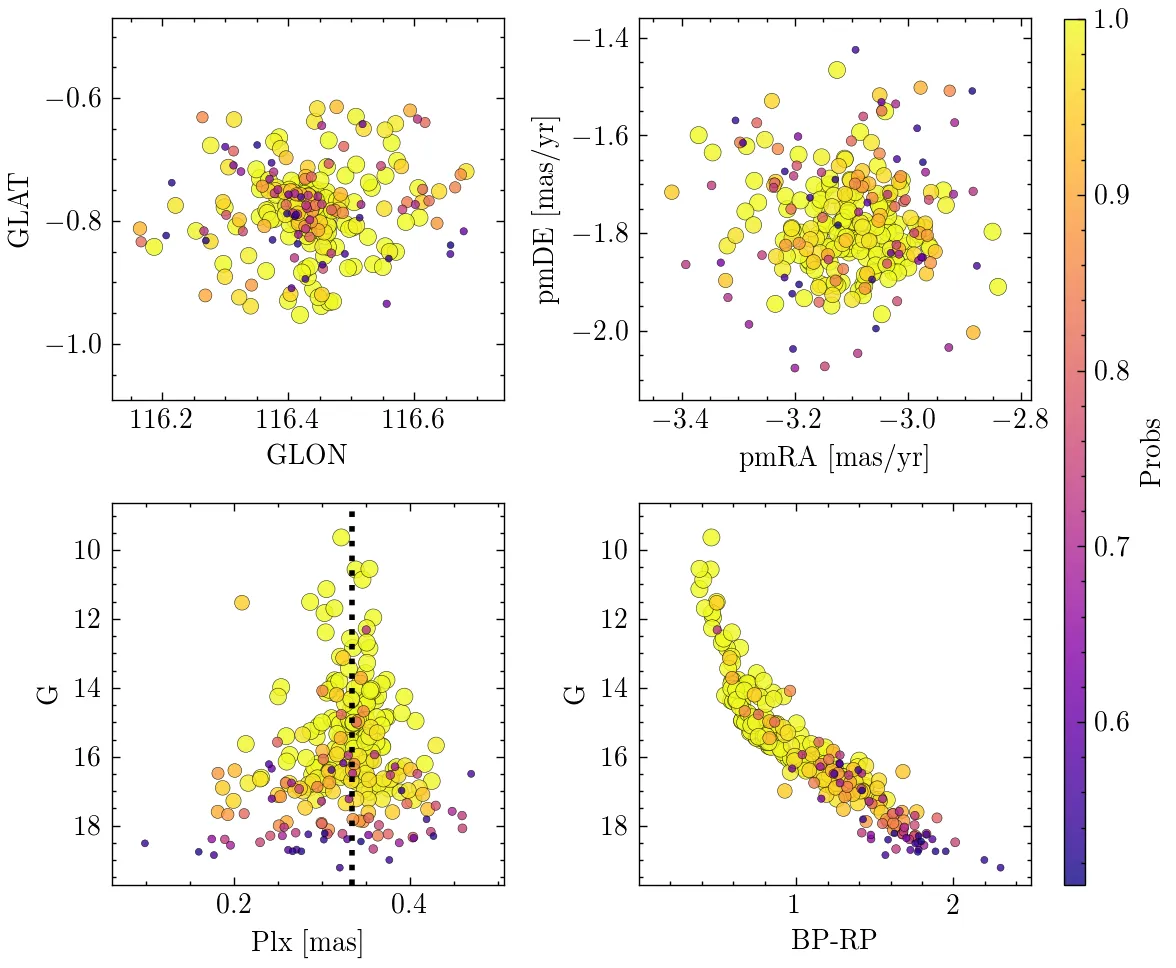 −0.6
−0.8
−1.0
GLAT
116.2 116.4 116.6
GLON
−1.4
−1.6
−1.8
−2.0
pmDE [mas/yr]
−3.4 −3.2 −3.0 −2.8
pmRA [mas/yr]
1.0
0.9
0.8
0.7
0.6
Probs
10
12
14
16
18
G
0.2 0.4
Plx [mas]
10
12
14
16
18
G
1 2
BP-RP